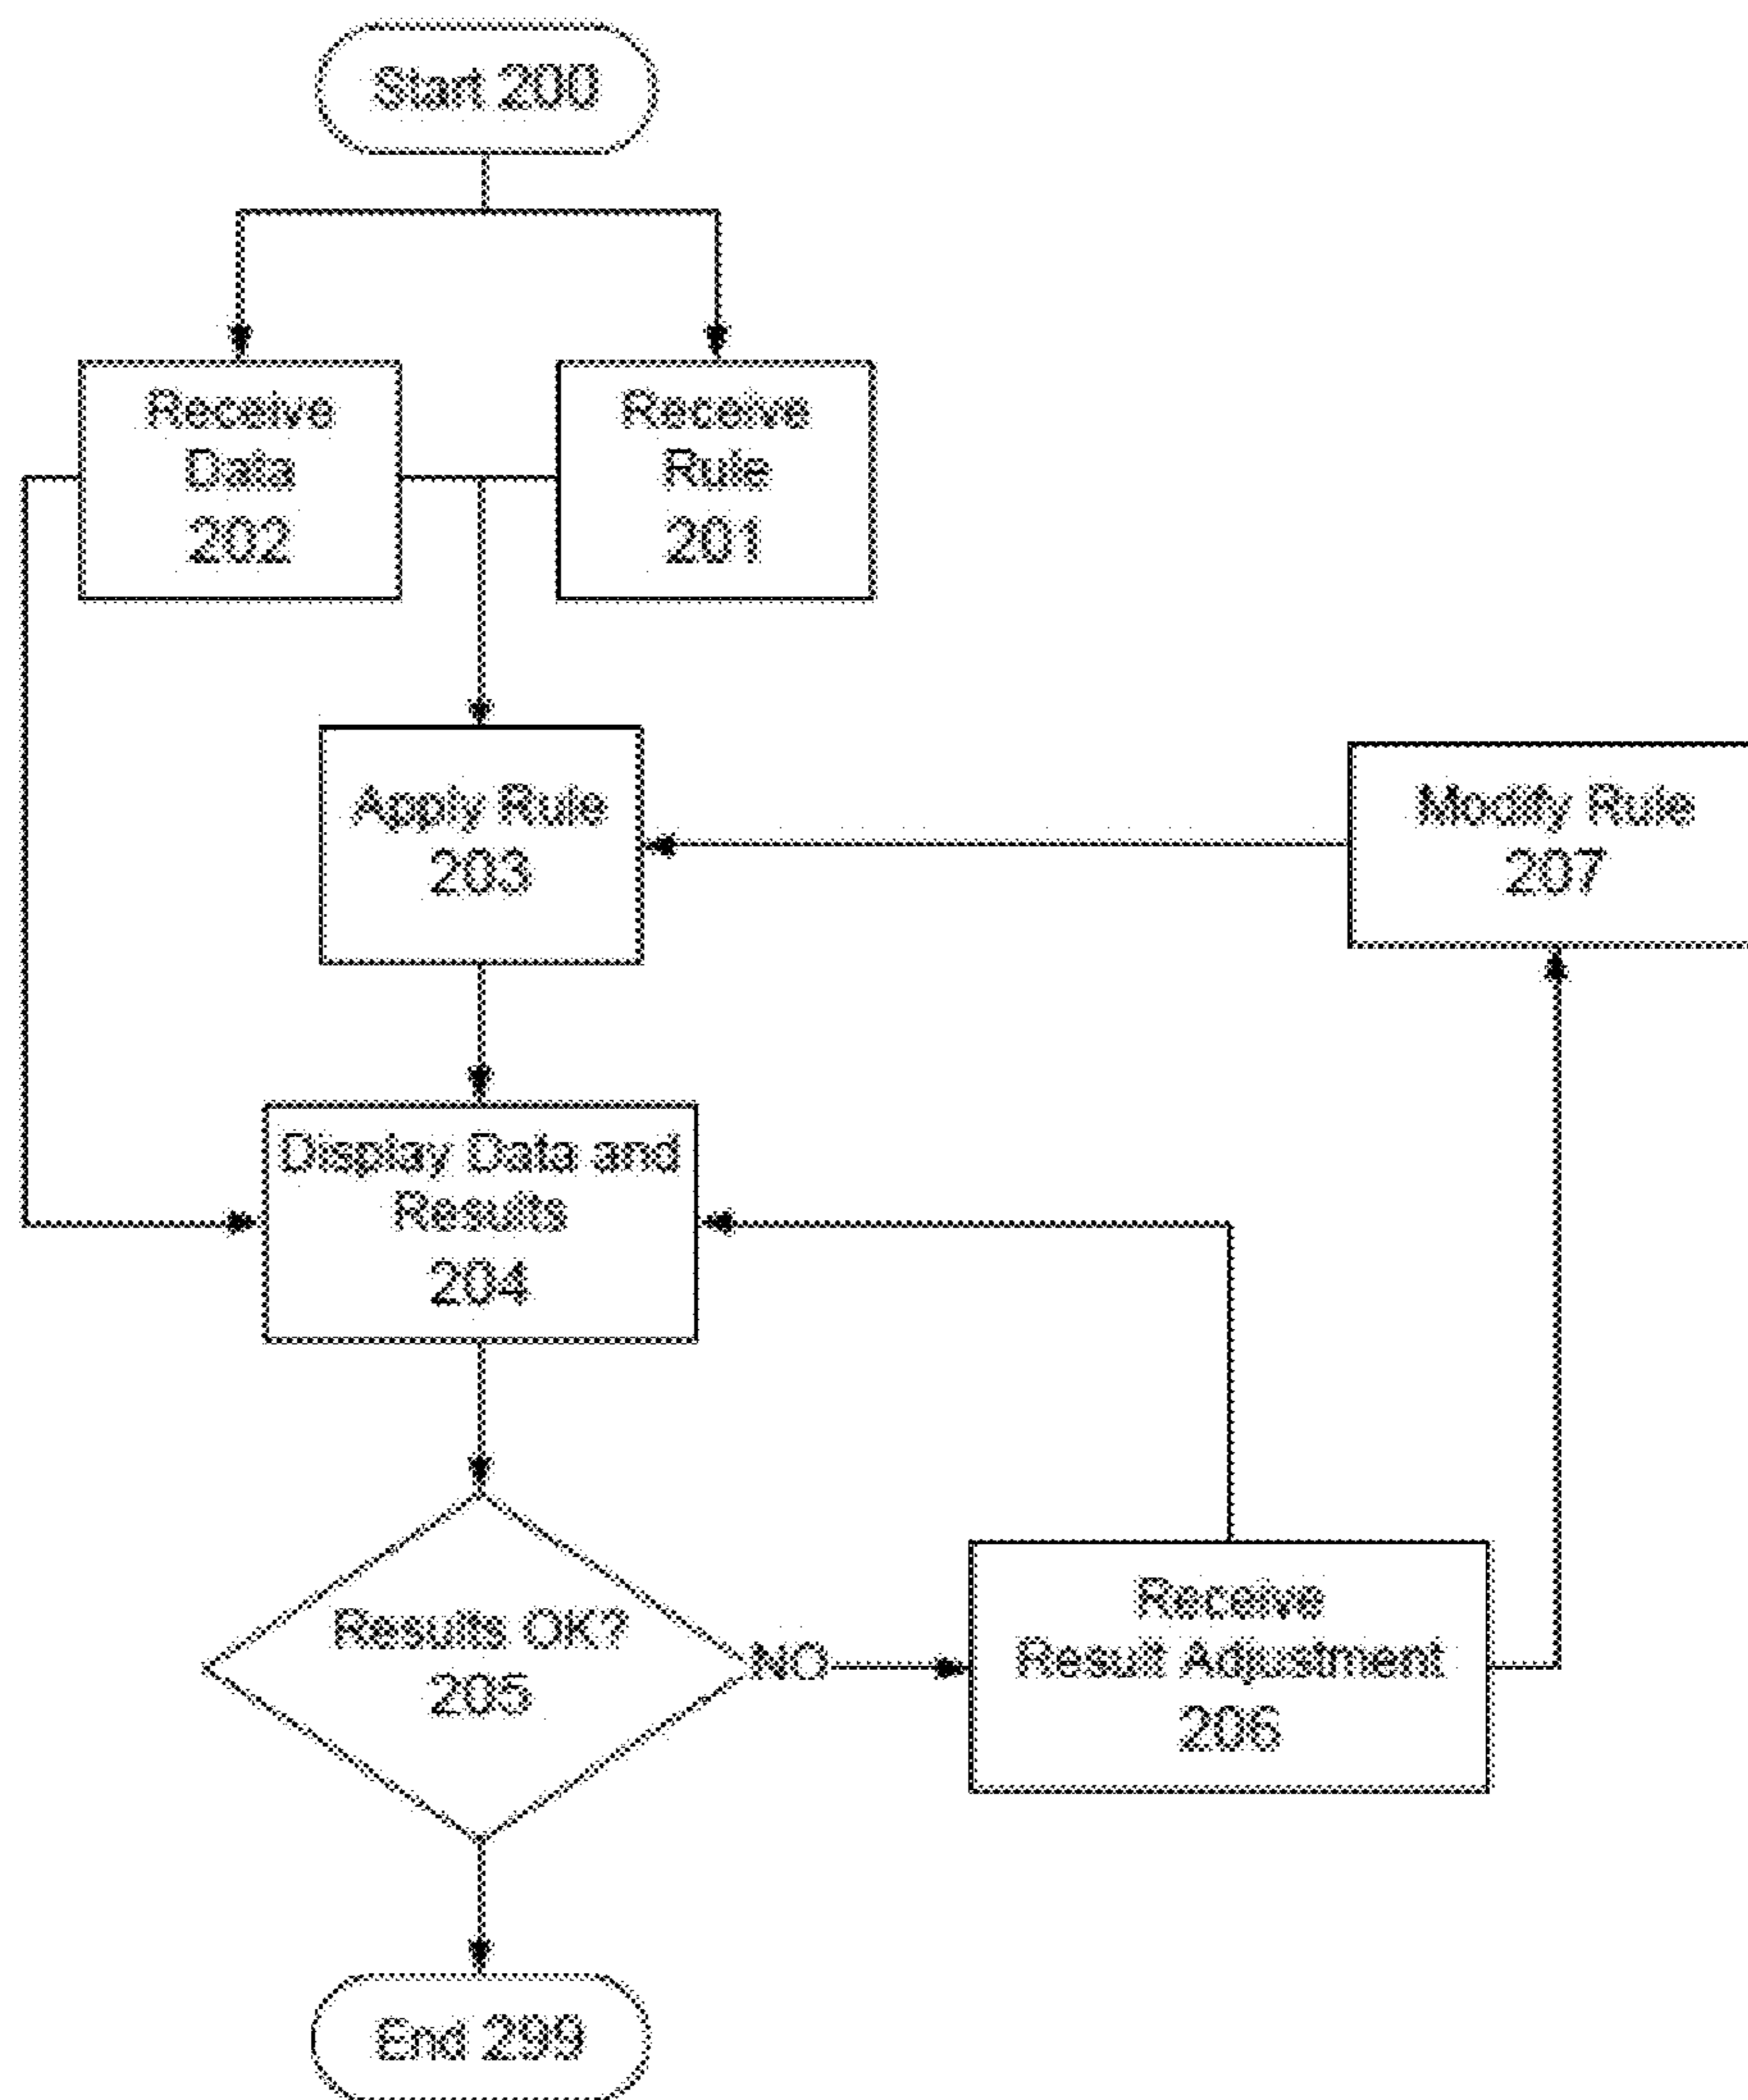 Start 200
Receive
Data
202
Receive
Rule
201
Apply Rule
203
Modify Rule
207
Display Data and
Results
204
Results OK?
205
NO
Receive
Result Adjustment
206
End 299